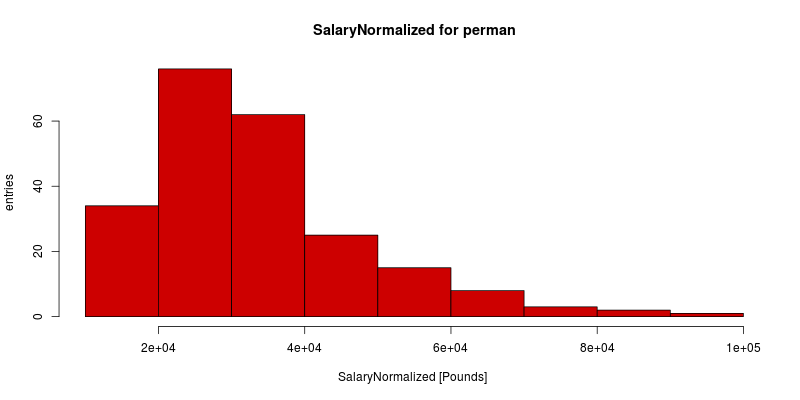 SalaryNormalized for perman
entries
60
40
20
0
2e+04 4e+04 6e+04 8e+04 1e+05
SalaryNormalized [Pounds]